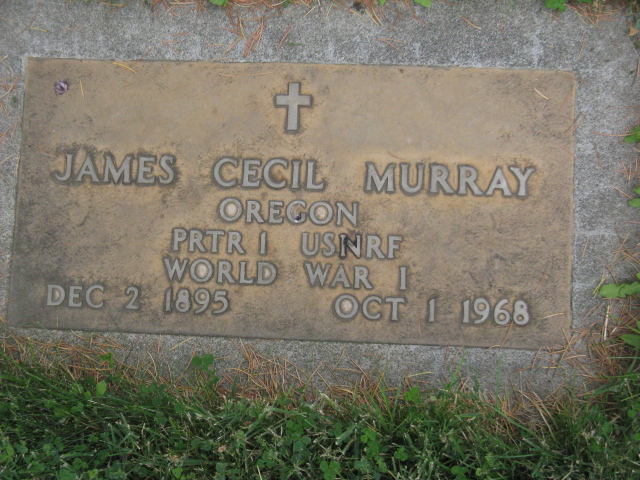 JAMES CECIL MURRAY
OREGON
PRTR 1 USNRF
WORLD WAR I
DEC 2 1895 OCT 1 1968